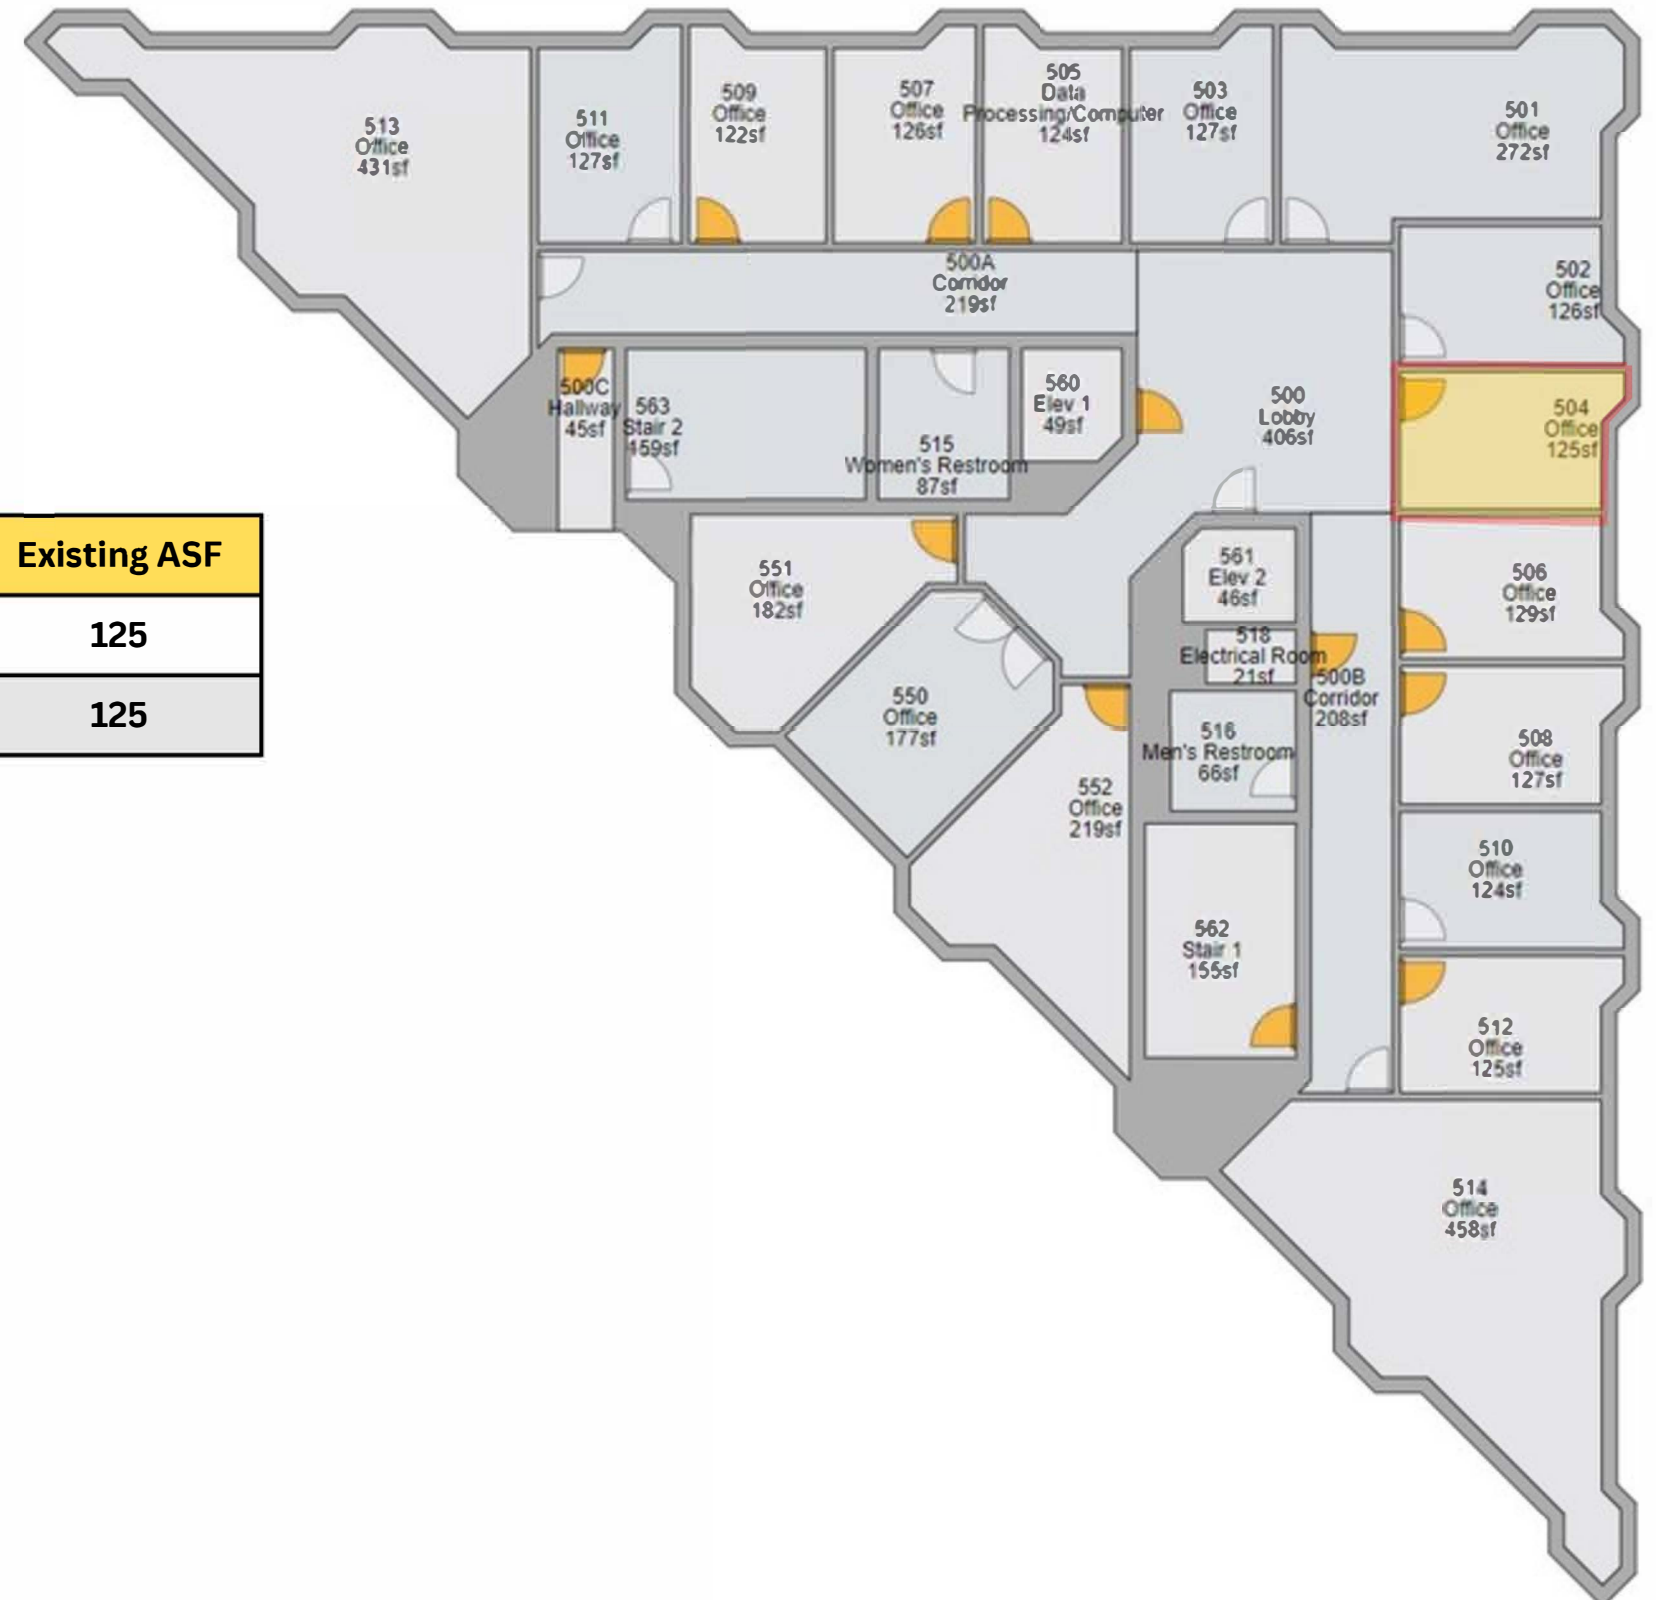 513
Office
431sf
511
Office
127sf
509
Office
122sf
507
Office
126sf
505
Data
Processing/Computer
124sf
503
Office
127sf
501
Office
272sf
500A
Corridor
219sf
502
Office
126sf
500C
Hallway
45sf
563
Stair 2
159sf
515
Women's Restroom
87sf
560
Elev 1
49sf
500
Lobby
406sf
504
Office
125sf
Existing ASF
125
125
551
Office
182sf
561
Elev 2
46sf
506
Office
129sf
518
Electrical Room
21sf
500B
Corridor
208sf
550
Office
177sf
516
Men's Restroom
66sf
508
Office
127sf
552
Office
219sf
510
Office
124sf
562
Stair 1
155sf
512
Office
125sf
514
Office
458sf